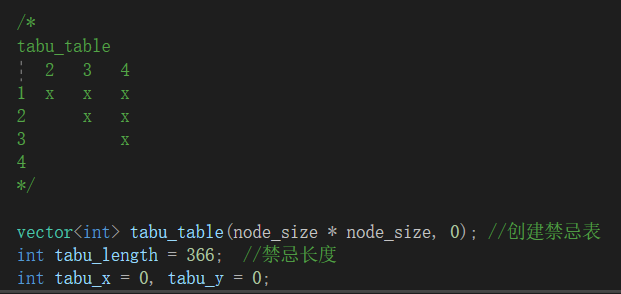 /*
tabu_table
¦ 2 3 4
1 x x x
2 x x
3 x
4
*/
vector<int> tabu_table(node_size * node_size, 0); //创建禁忌表
int tabu_length = 366; //禁忌长度
int tabu_x = 0, tabu_y = 0;